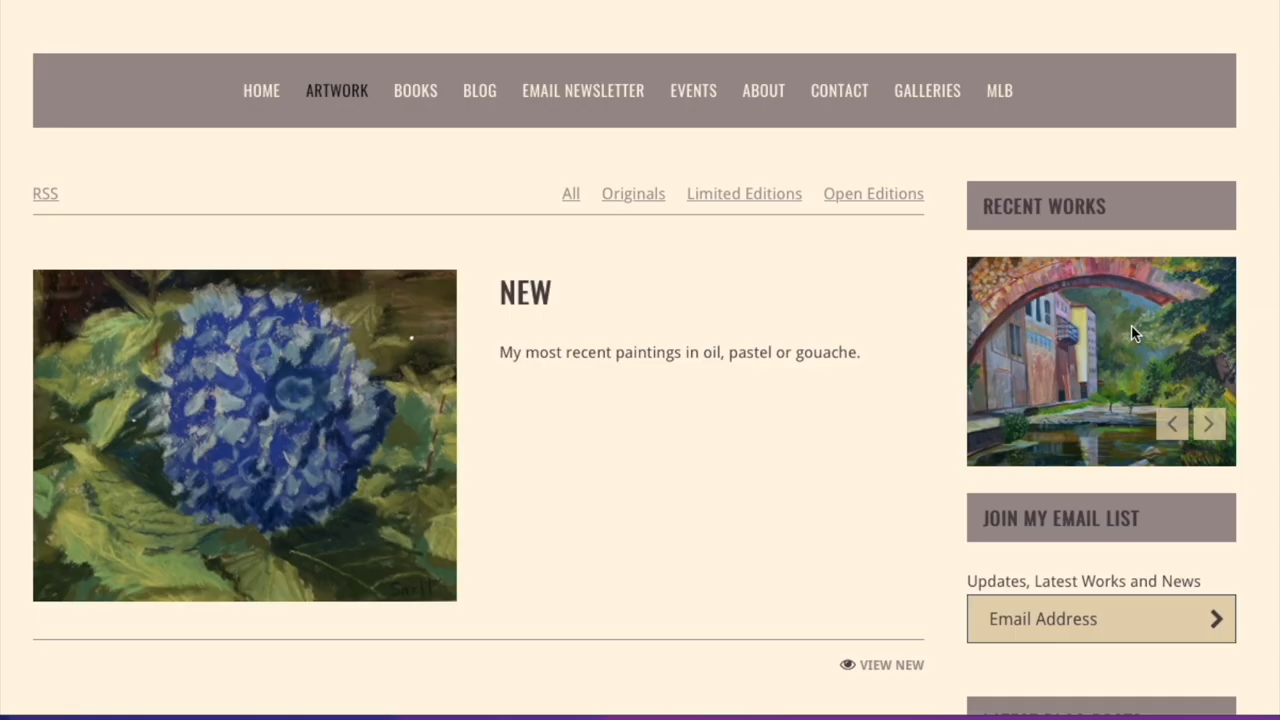 HOME ARTWORK BOOKS BLOG EMAIL NEWSLETTER EVENTS ABOUT CONTACT GALLERIES MLB
RSS All Originals Limited Editions Open Editions
NEW
My most recent paintings in oil, pastel or gouache.
VIEW NEW
RECENT WORKS
JOIN MY EMAIL LIST
Updates, Latest Works and News
Email Address